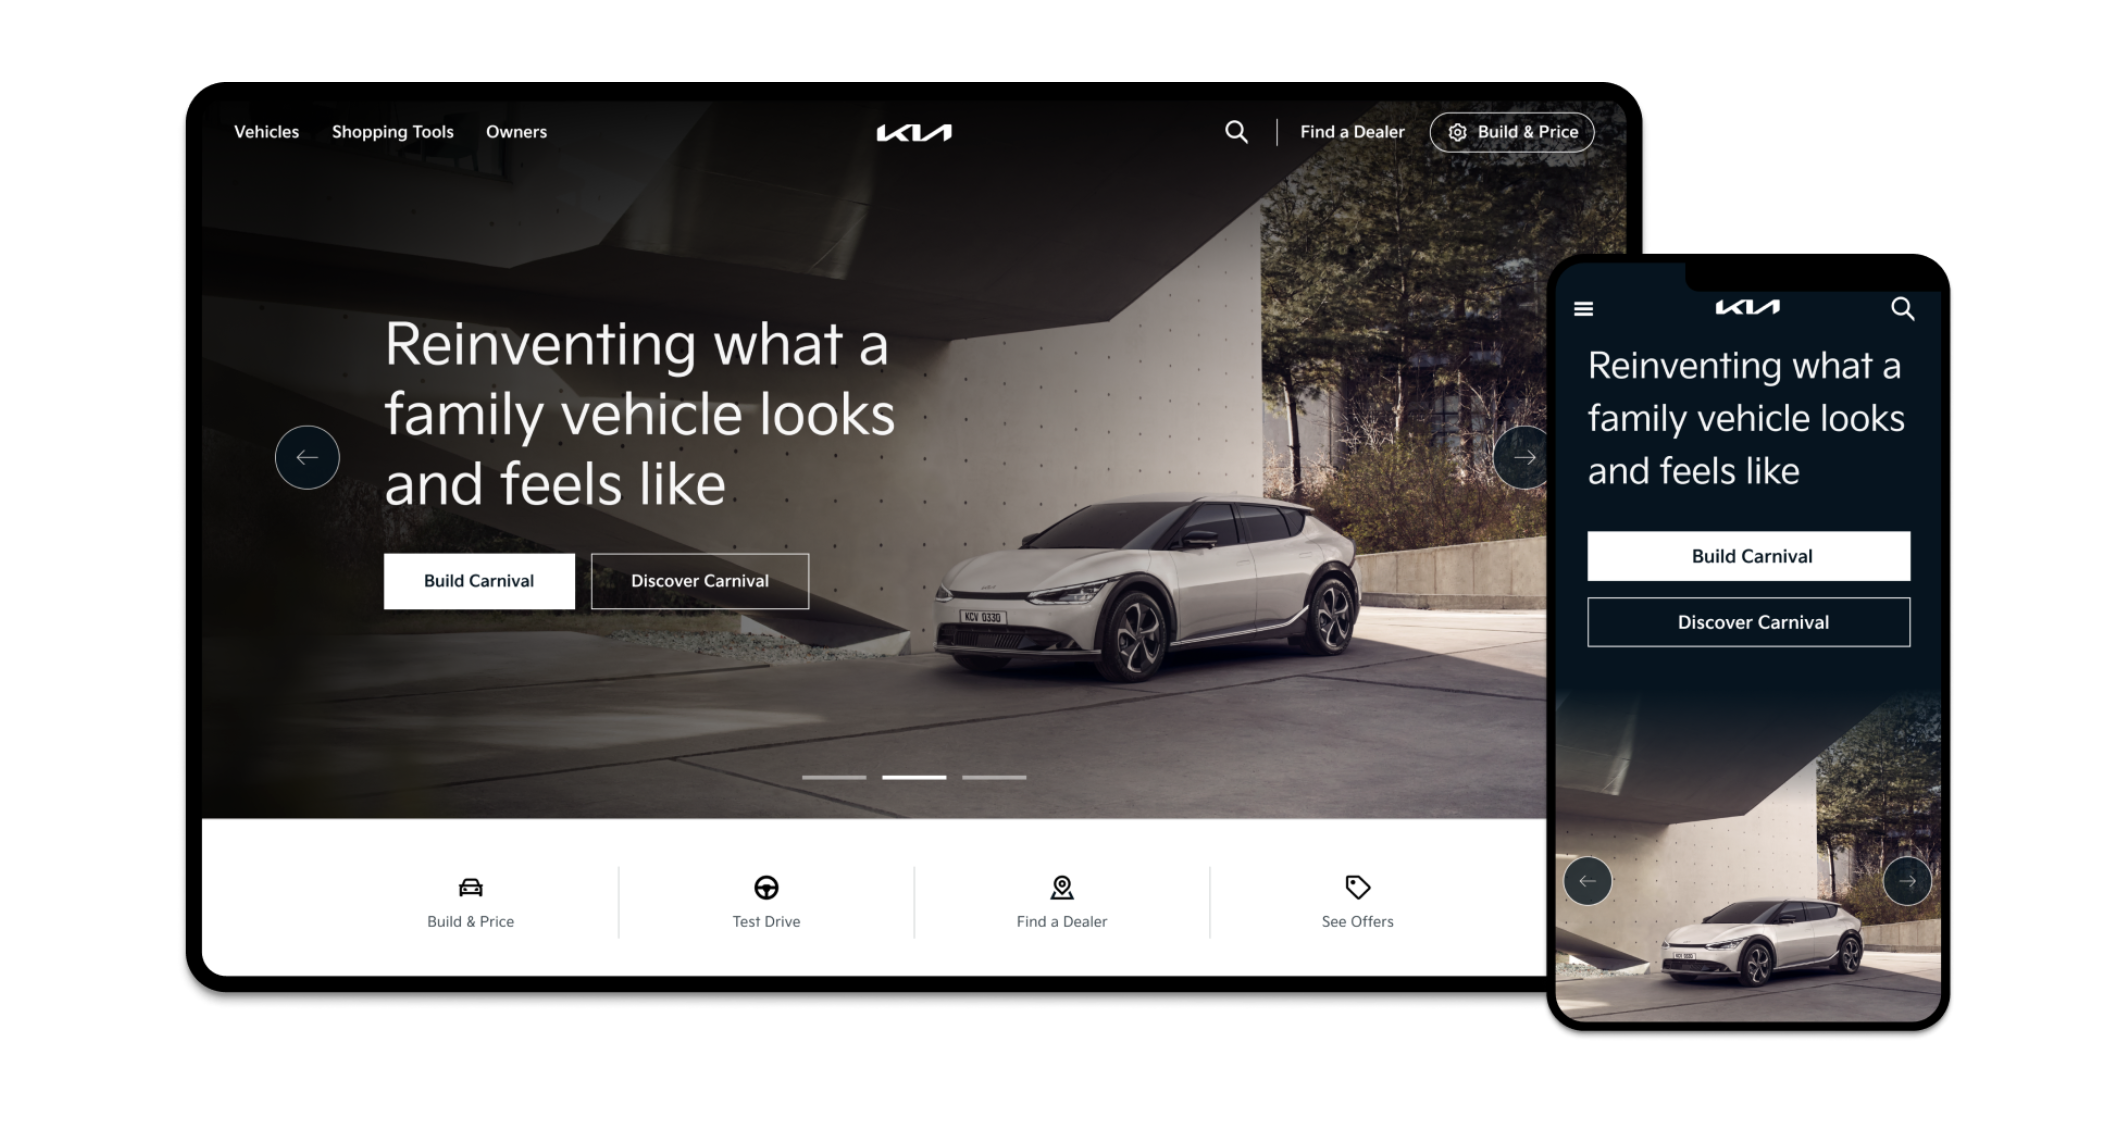 Vehicles Shopping Tools Owners KIA Find a Dealer Build & Price
Reinventing what a
family vehicle looks
and feels like
Build Carnival Discover Carnival
KCV 0330
Build & Price Test Drive Find a Dealer See Offers
KIA
Reinventing what a
family vehicle looks
and feels like
Build Carnival
Discover Carnival
KCV 0330